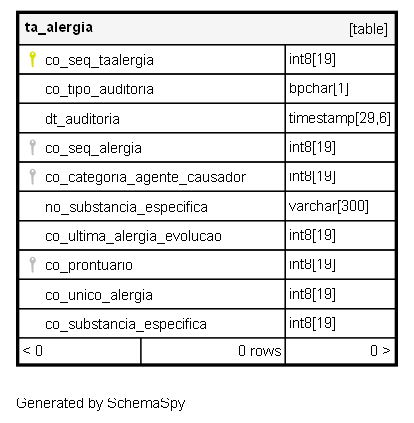 ta_alergia [table]
co_seq_taalergia int8[19]
co_tipo_auditoria bpchar[1]
dt_auditoria timestamp[29,6]
co_seq_alergia int8[19]
co_categoria_agente_causador int8[19]
no_substancia_especifica varchar[300]
co_ultima_alergia_evolucao int8[19]
co_prontuario int8[19]
co_unico_alergia int8[19]
co_substancia_especifica int8[19]
< 0 0 rows 0 >
Generated by SchemaSpy